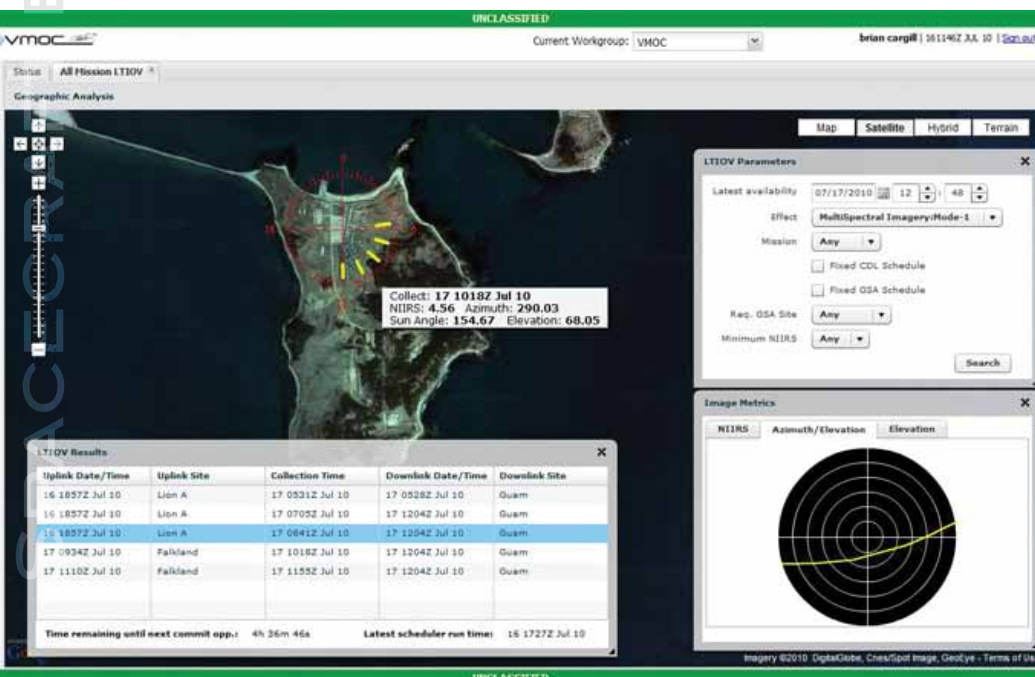 UNCLASSIFIED
vmoc
Current Workgroup: VMOC
brian cargill | 161146Z JUL 10 | Sign out
Status All Mission LTIOV
Geographic Analysis
Map Satellite Hybrid Terrain
Collect: 17 1018Z Jul 10
NIIRS: 4.56 Azimuth: 290.03
Sun Angle: 154.67 Elevation: 68.05
LTIOV Parameters
Latest availability 07/17/2010 12 : 48
Effect MultiSpectral Imagery:Mode-1
Mission Any
Fixed CDL Schedule
Fixed GSA Schedule
Req. GSA Site Any
Minimum NIIRS Any
Search
Image Metrics
NIIRS Azimuth/Elevation Elevation
LTIOV Results
Uplink Date/Time Uplink Site Collection Time Downlink Date/Time Downlink Site
16 1857Z Jul 10 Lion A 17 0531Z Jul 10 17 0528Z Jul 10 Guam
16 1857Z Jul 10 Lion A 17 0705Z Jul 10 17 1204Z Jul 10 Guam
16 1857Z Jul 10 Lion A 17 0841Z Jul 10 17 1204Z Jul 10 Guam
17 0934Z Jul 10 Falkland 17 1018Z Jul 10 17 1204Z Jul 10 Guam
17 1110Z Jul 10 Falkland 17 1155Z Jul 10 17 1204Z Jul 10 Guam
Time remaining until next commit opp.: 4h 36m 46s Latest scheduler run time: 16 1727Z Jul 10
Imagery ©2010 DigitalGlobe, Cnes/Spot Image, GeoEye - Terms of Us
UNCLASSIFIED